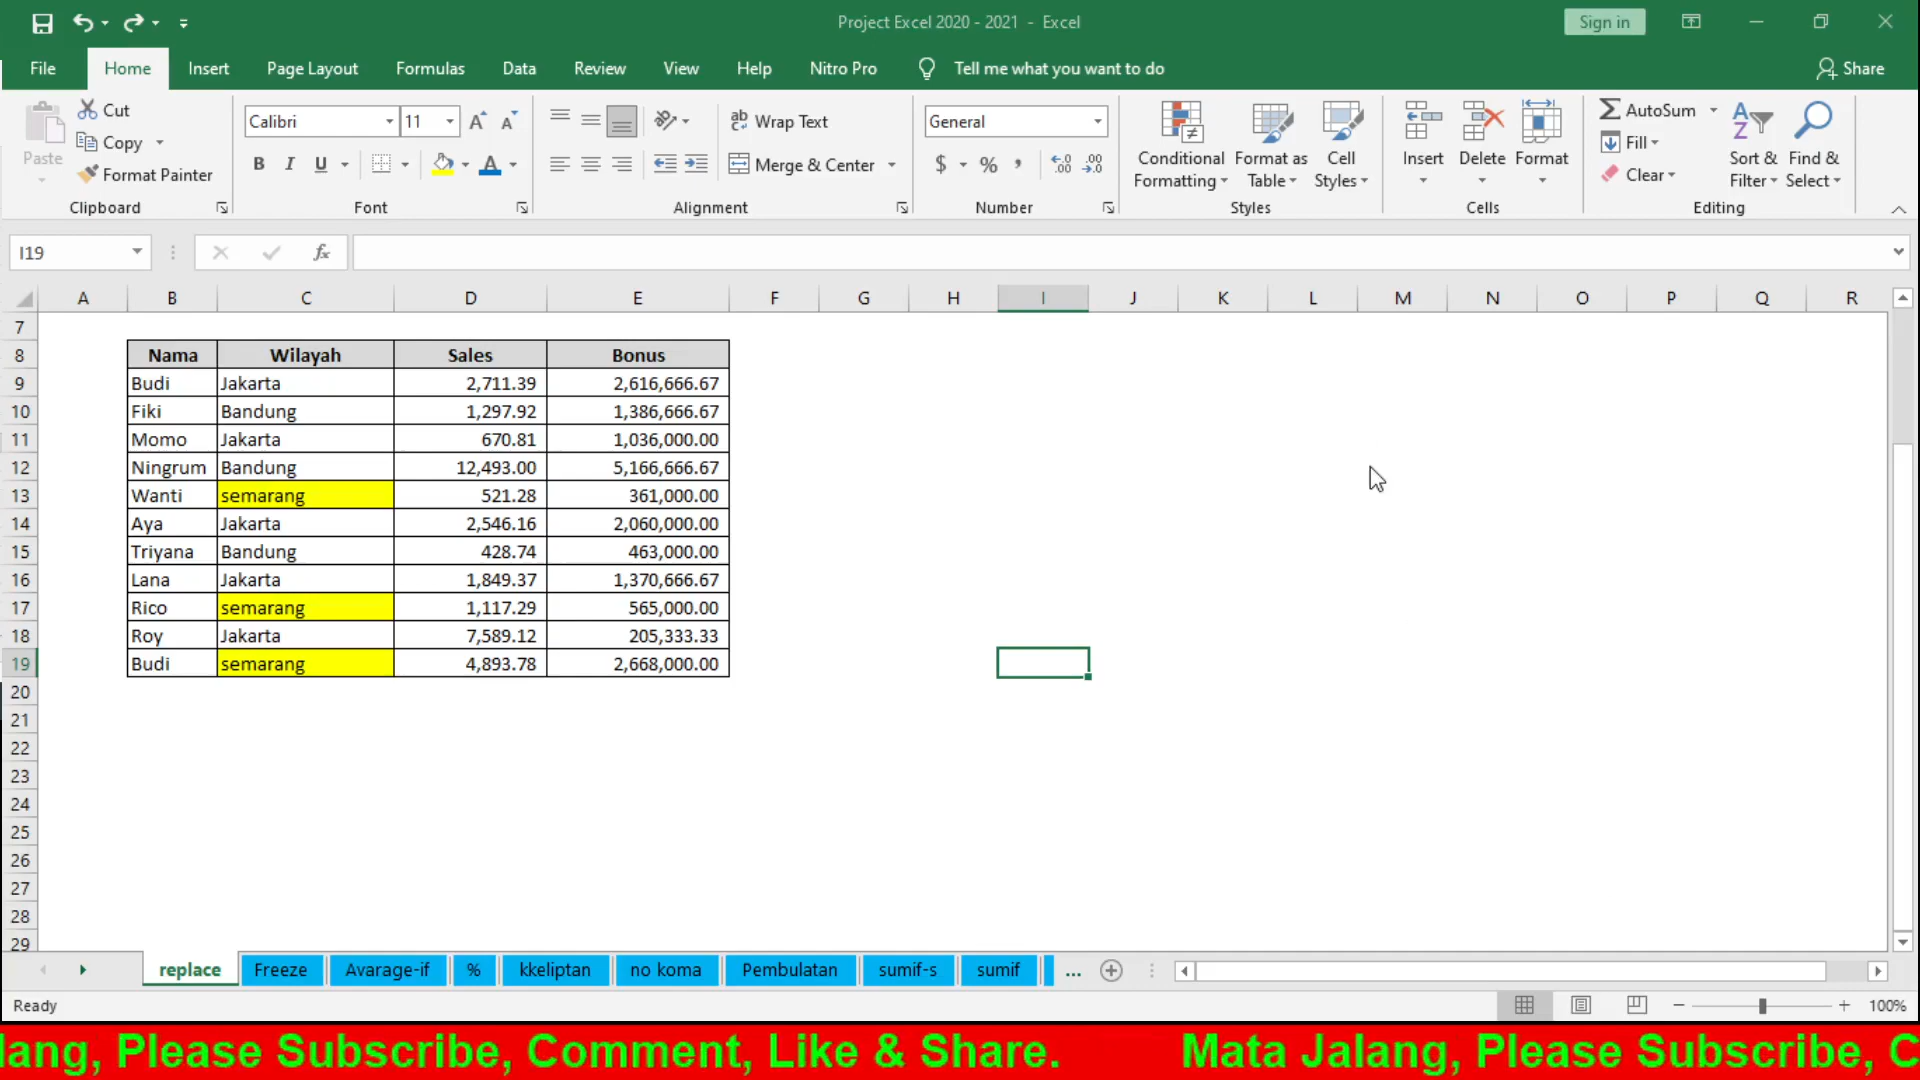 Project Excel 2020 - 2021 - Excel
Sign in
File Home Insert Page Layout Formulas Data Review View Help Nitro Pro Tell me what you want to do Share
Paste
Cut
Copy
Format Painter
Clipboard
Calibri 11
B I U A
Font
Wrap Text
Merge & Center
Alignment
General
$ % ,
Number
Conditional Formatting
Format as Table
Cell Styles
Styles
Insert
Delete
Format
Cells
AutoSum
Fill
Clear
Sort & Filter
Find & Select
Editing
I19 fx
A B C D E F G H I J K L M N O P Q R
7
8 Nama Wilayah Sales Bonus
9 Budi Jakarta 2,711.39 2,616,666.67
10 Fiki Bandung 1,297.92 1,386,666.67
11 Momo Jakarta 670.81 1,036,000.00
12 Ningrum Bandung 12,493.00 5,166,666.67
13 Wanti semarang 521.28 361,000.00
14 Aya Jakarta 2,546.16 2,060,000.00
15 Triyana Bandung 428.74 463,000.00
16 Lana Jakarta 1,849.37 1,370,666.67
17 Rico semarang 1,117.29 565,000.00
18 Roy Jakarta 7,589.12 205,333.33
19 Budi semarang 4,893.78 2,668,000.00
20
21
22
23
24
25
26
27
28
29
replace Freeze Avarage-if % kkeliptan no koma Pembulatan sumif-s sumif ...
Ready 100%
lang, Please Subscribe, Comment, Like & Share. Mata Jalang, Please Subscribe, C